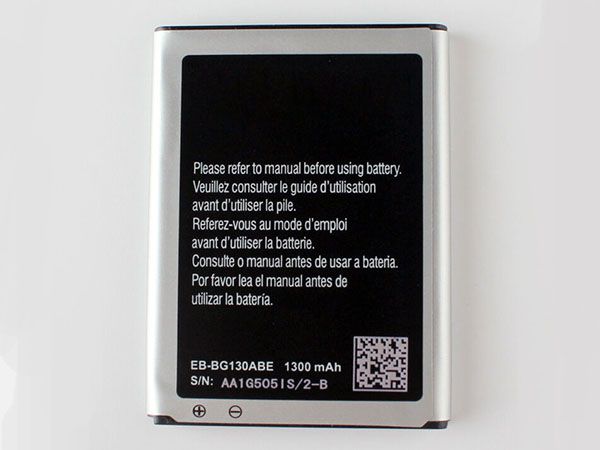 Please refer to manual before using battery.
Veuillez consulter le guide d'utilisation
avant d'utiliser la pile.
Referez-vous au mode d'emploi
avant d'utiliser la batterie.
Consulte o manual antes de usar a bateria.
Por favor lea el manual antes de
utilizar la batería.
EB-BG130ABE 1300 mAh
S/N: AA1G505IS/2-B
⊕ ⊖